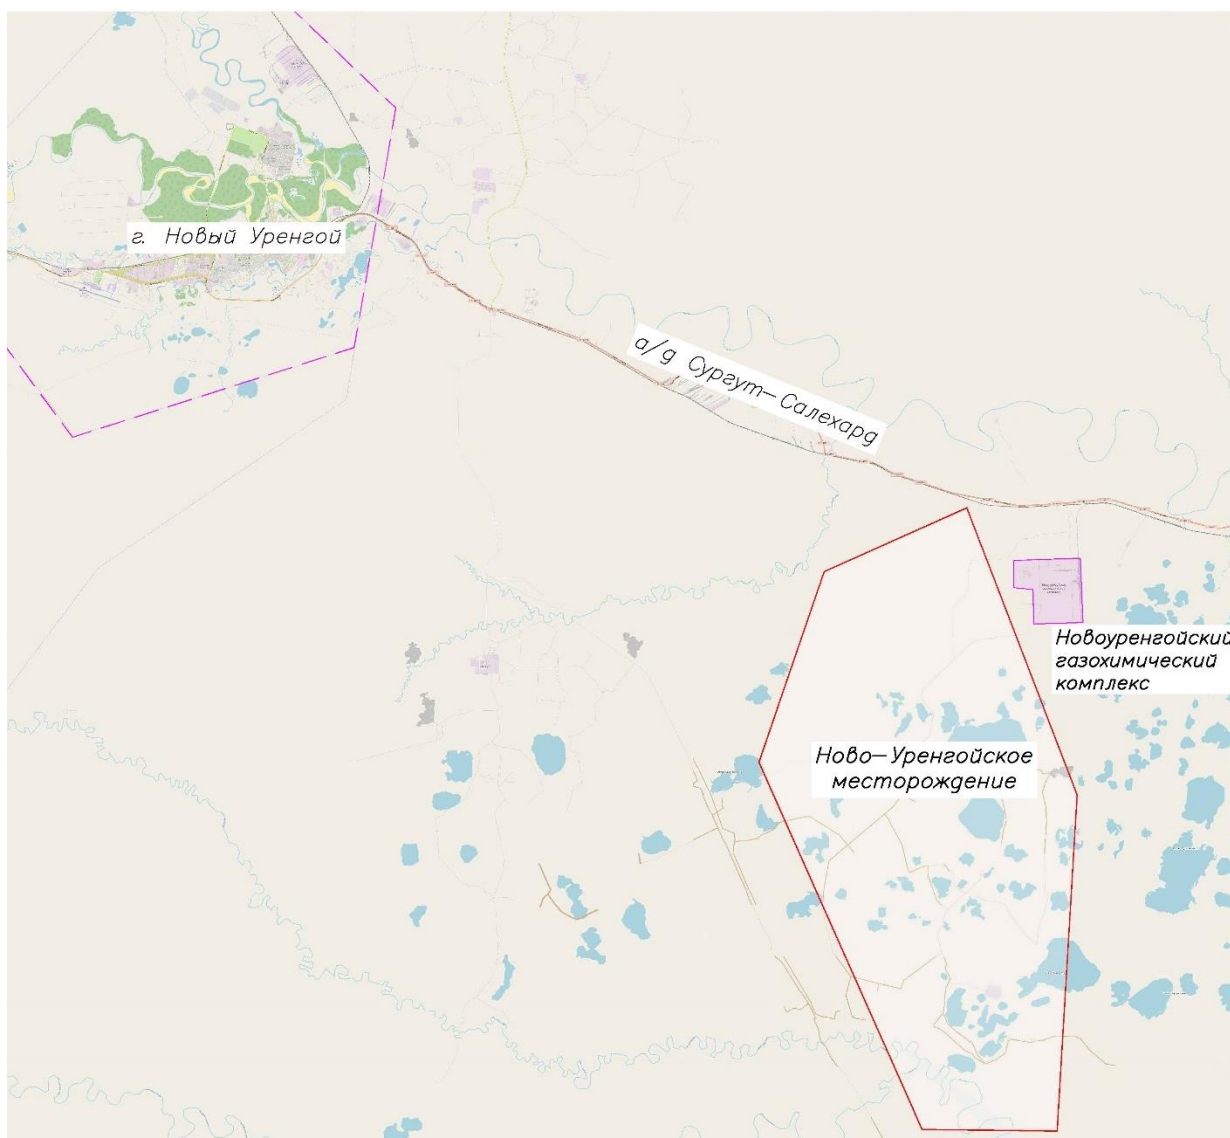 г. Новый Уренгой
а/д Сургут—Салехард
Новоуренгойский
газохимический
комплекс
Ново—Уренгойское
месторождение